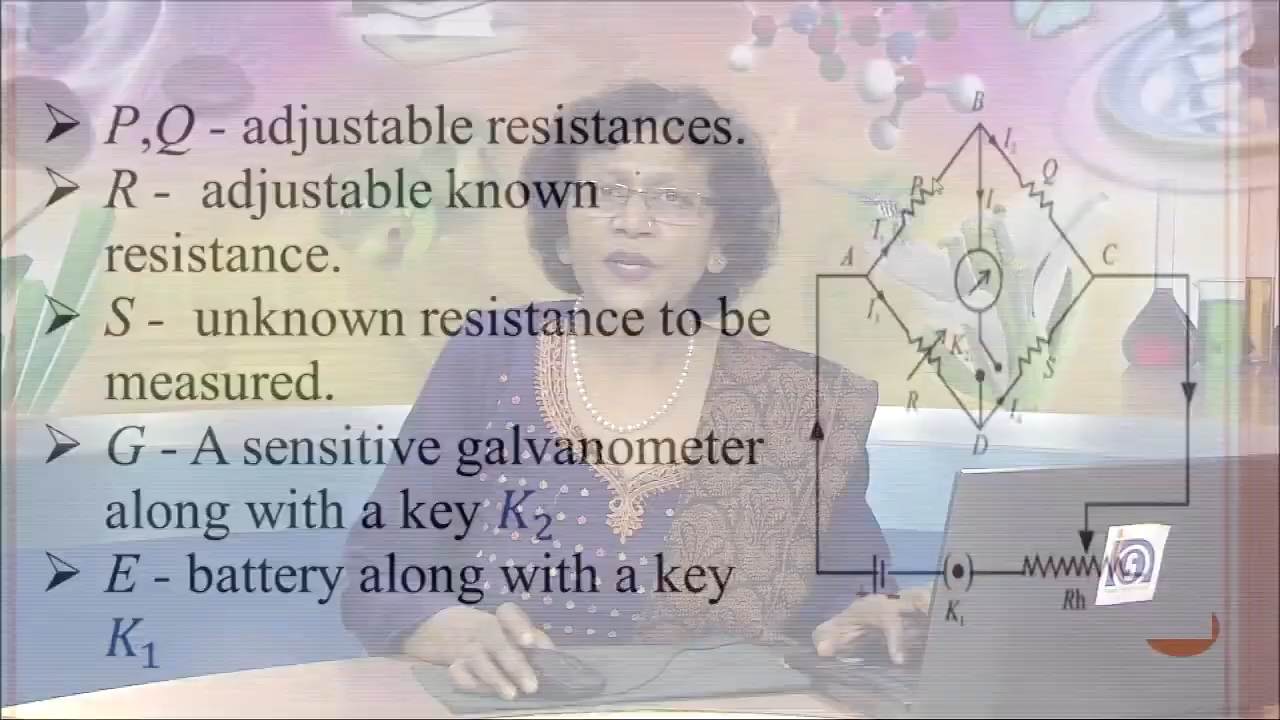 ➢ P,Q - adjustable resistances.
➢ R - adjustable known
resistance.
➢ S - unknown resistance to be
measured.
➢ G - A sensitive galvanometer
along with a key K₂
➢ E - battery along with a key
K₁
B
Q
P
A
C
R
S
D
K₁
Rh